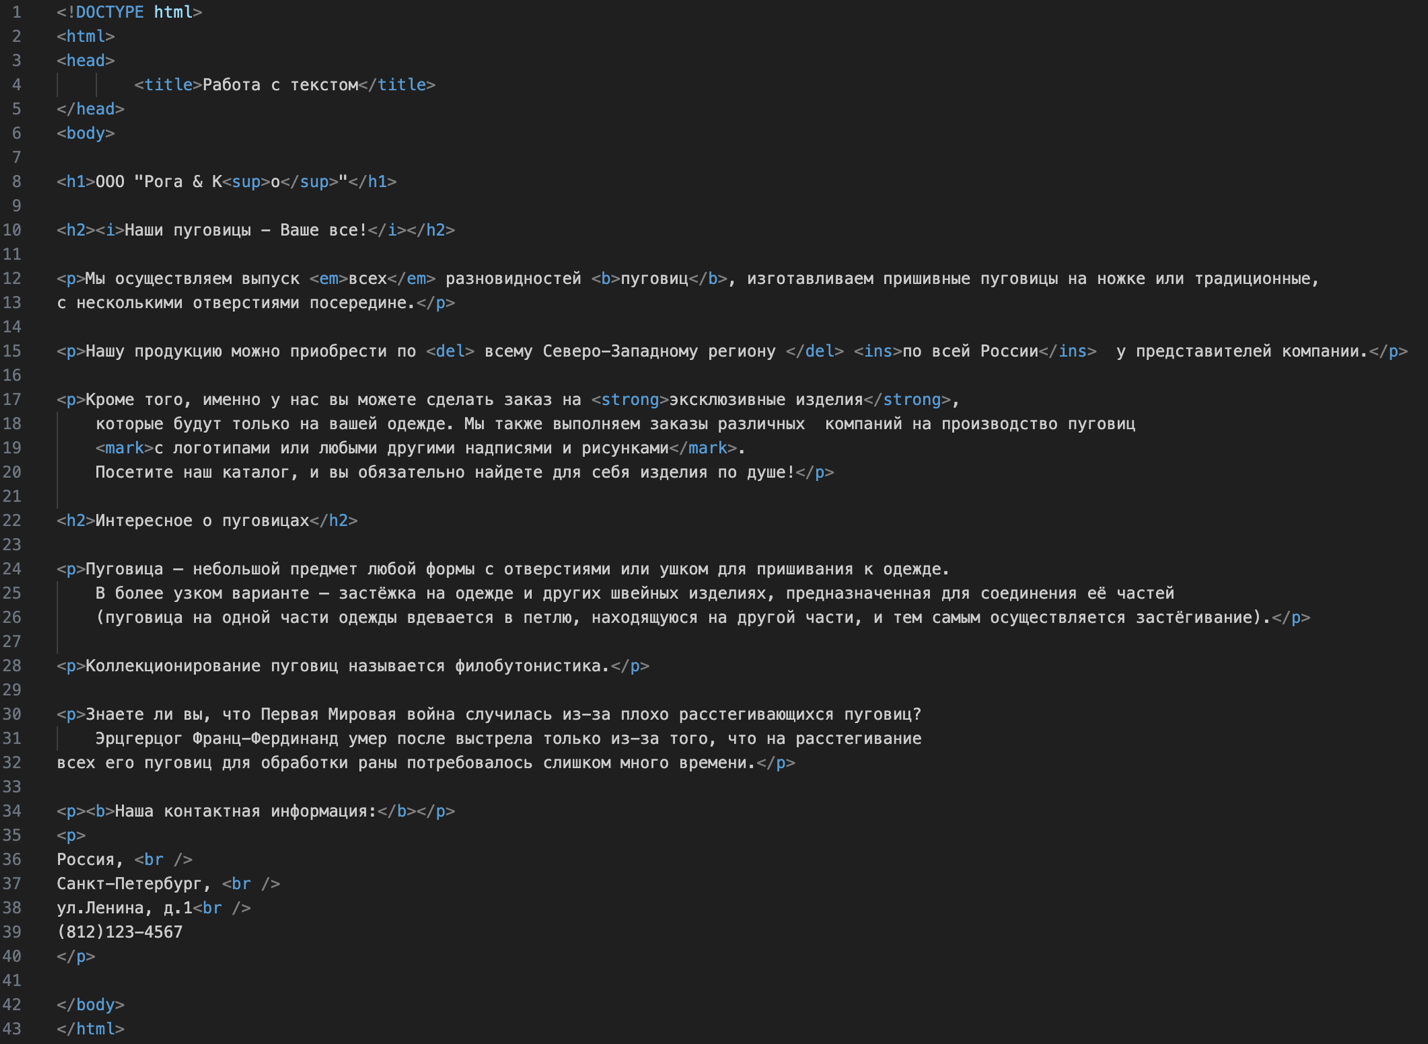 1 <!DOCTYPE html>
2 <html>
3 <head>
4         <title>Работа с текстом</title>
5 </head>
6 <body>
7
8 <h1>ООО "Рога & К<sup>о</sup>"</h1>
9
10 <h2><i>Наши пуговицы – Ваше все!</i></h2>
11
12 <p>Мы осуществляем выпуск <em>всех</em> разновидностей <b>пуговиц</b>, изготавливаем пришивные пуговицы на ножке или традиционные,
13 с несколькими отверстиями посередине.</p>
14
15 <p>Нашу продукцию можно приобрести по <del> всему Северо-Западному региону </del> <ins>по всей России</ins>  у представителей компании.</p>
16
17 <p>Кроме того, именно у нас вы можете сделать заказ на <strong>эксклюзивные изделия</strong>,
18     которые будут только на вашей одежде. Мы также выполняем заказы различных  компаний на производство пуговиц
19     <mark>с логотипами или любыми другими надписями и рисунками</mark>.
20     Посетите наш каталог, и вы обязательно найдете для себя изделия по душе!</p>
21
22 <h2>Интересное о пуговицах</h2>
23
24 <p>Пуговица — небольшой предмет любой формы с отверстиями или ушком для пришивания к одежде.
25     В более узком варианте — застёжка на одежде и других швейных изделиях, предназначенная для соединения её частей
26     (пуговица на одной части одежды вдевается в петлю, находящуюся на другой части, и тем самым осуществляется застёгивание).</p>
27
28 <p>Коллекционирование пуговиц называется филобутонистика.</p>
29
30 <p>Знаете ли вы, что Первая Мировая война случилась из-за плохо расстегивающихся пуговиц?
31     Эрцгерцог Франц-Фердинанд умер после выстрела только из-за того, что на расстегивание
32 всех его пуговиц для обработки раны потребовалось слишком много времени.</p>
33
34 <p><b>Наша контактная информация:</b></p>
35 <p>
36 Россия, <br />
37 Санкт-Петербург, <br />
38 ул.Ленина, д.1<br />
39 (812)123-4567
40 </p>
41
42 </body>
43 </html>